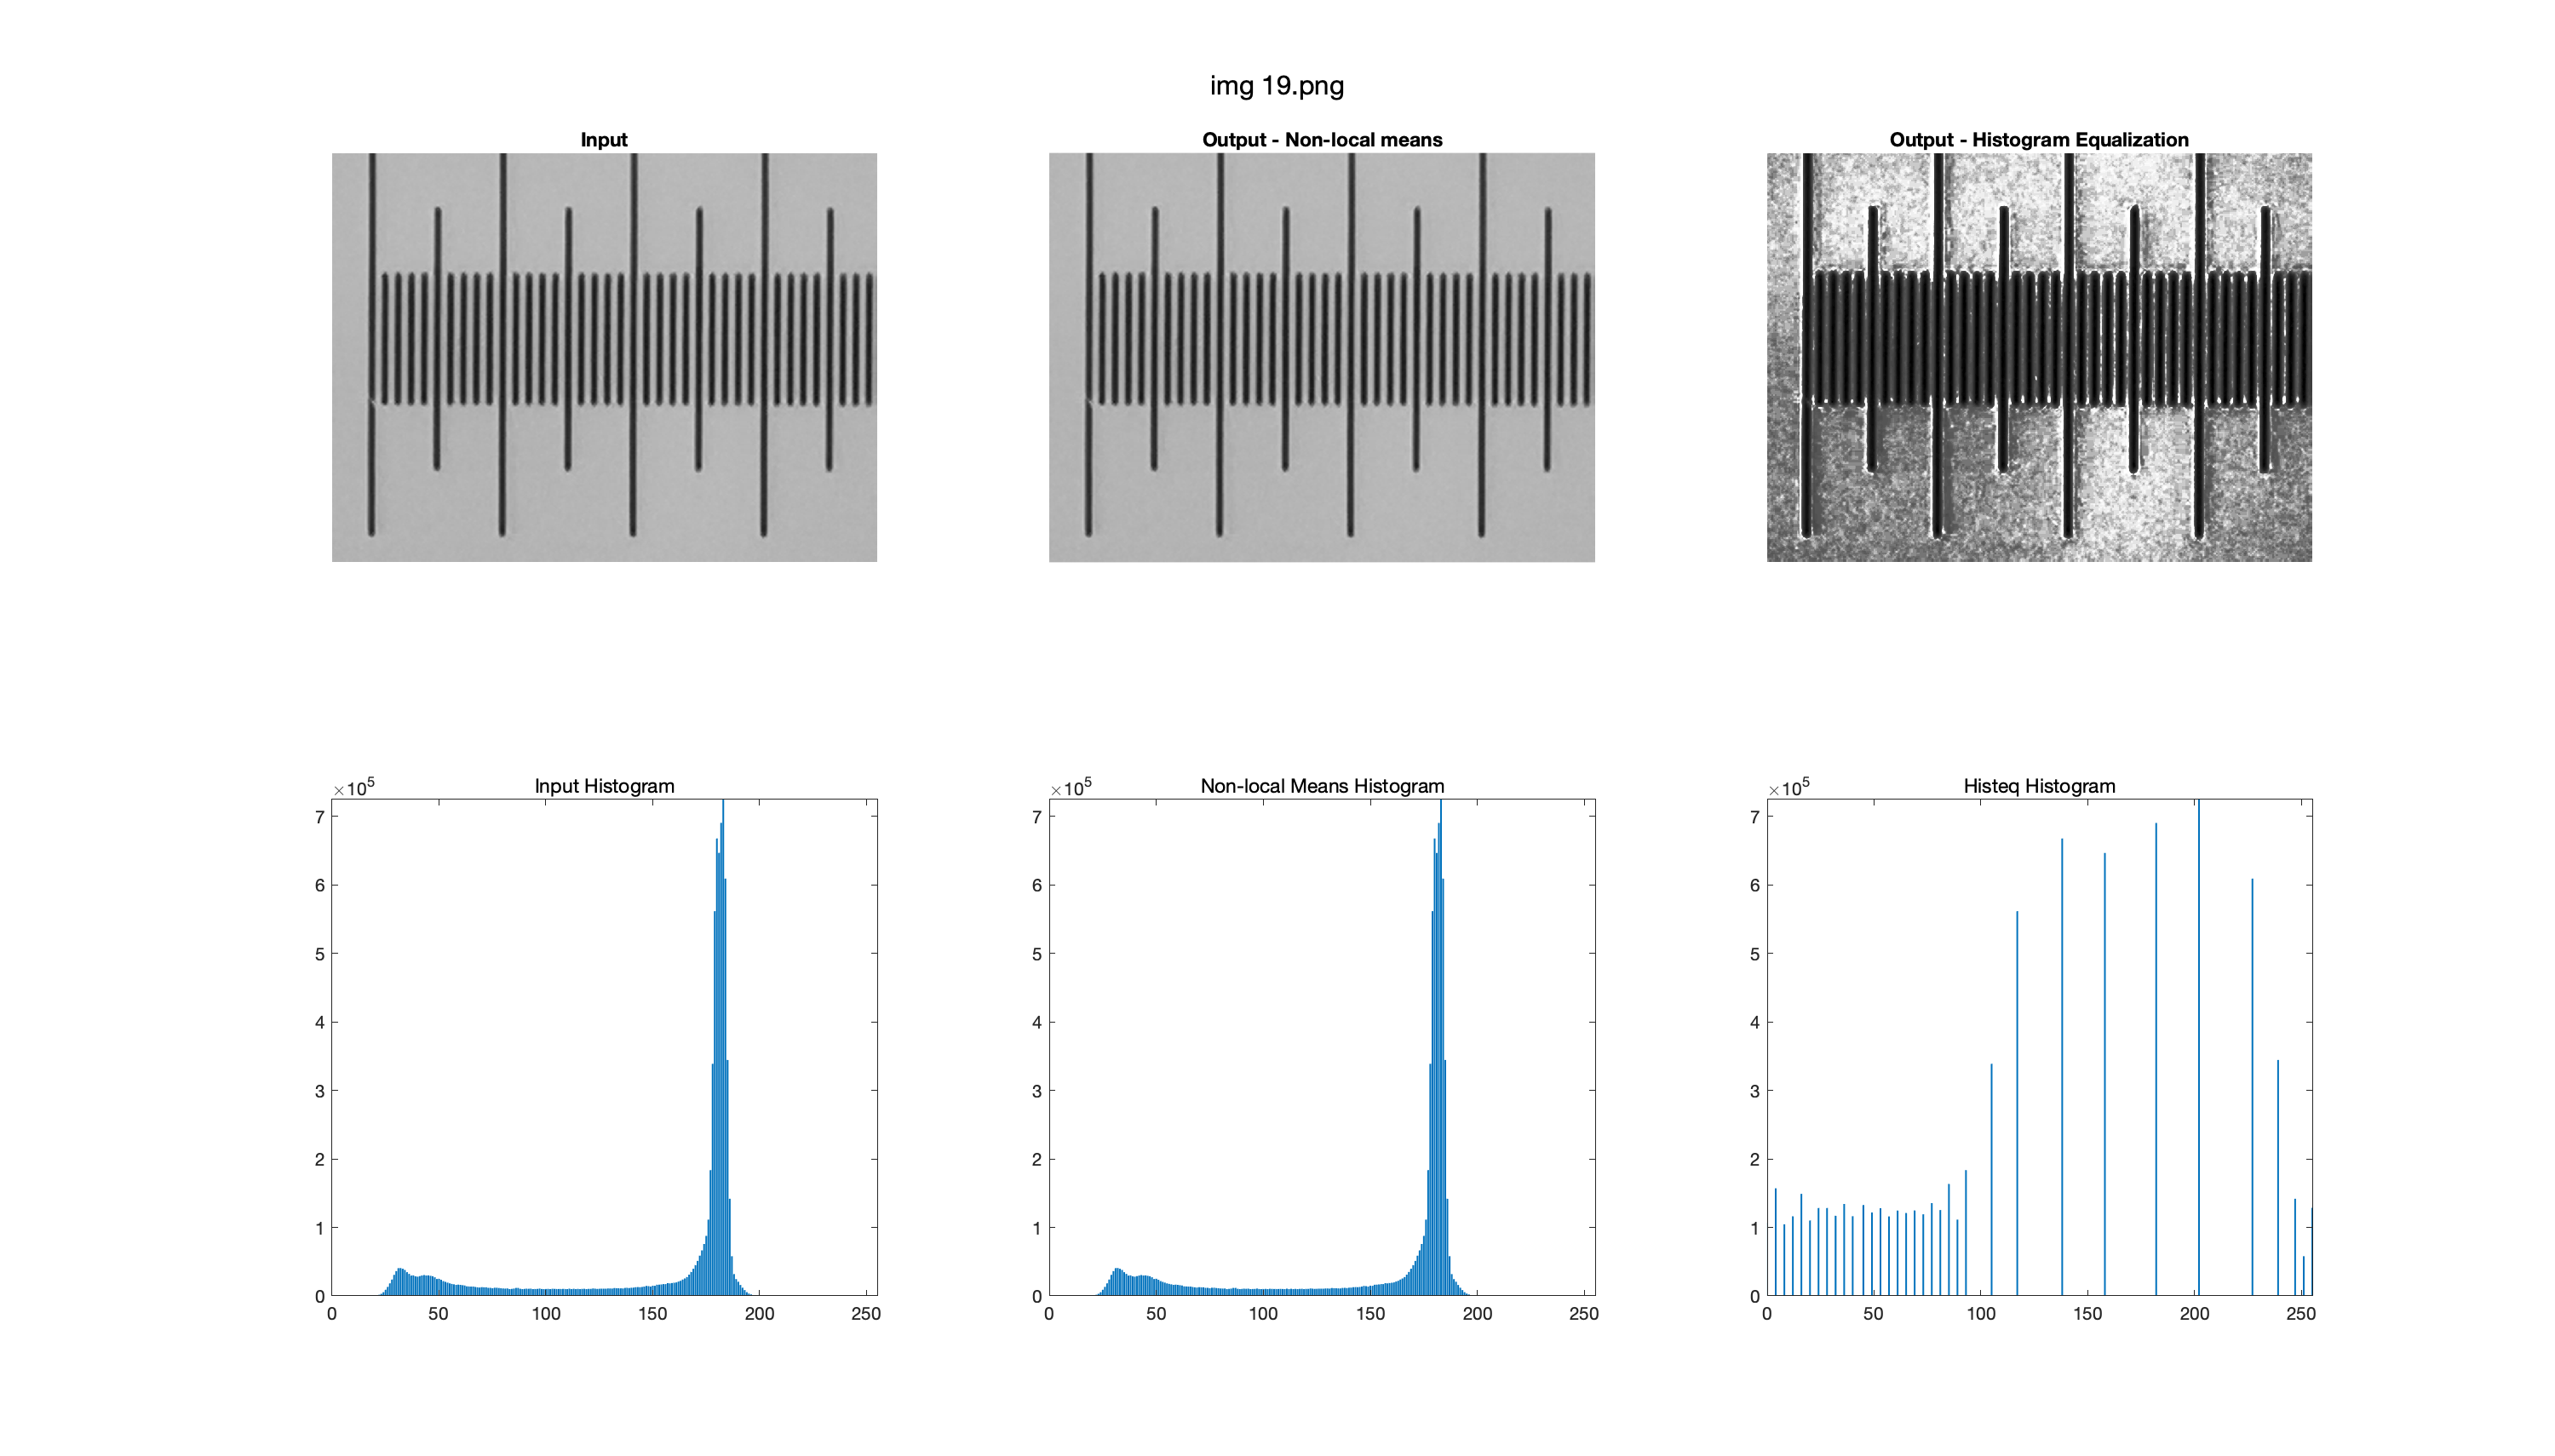 img 19.png
Input
Output - Non-local means
Output - Histogram Equalization
×10^5
Input Histogram
7
6
5
4
3
2
1
0
0 50 100 150 200 250
×10^5
Non-local Means Histogram
7
6
5
4
3
2
1
0
0 50 100 150 200 250
×10^5
Histeq Histogram
7
6
5
4
3
2
1
0
0 50 100 150 200 250